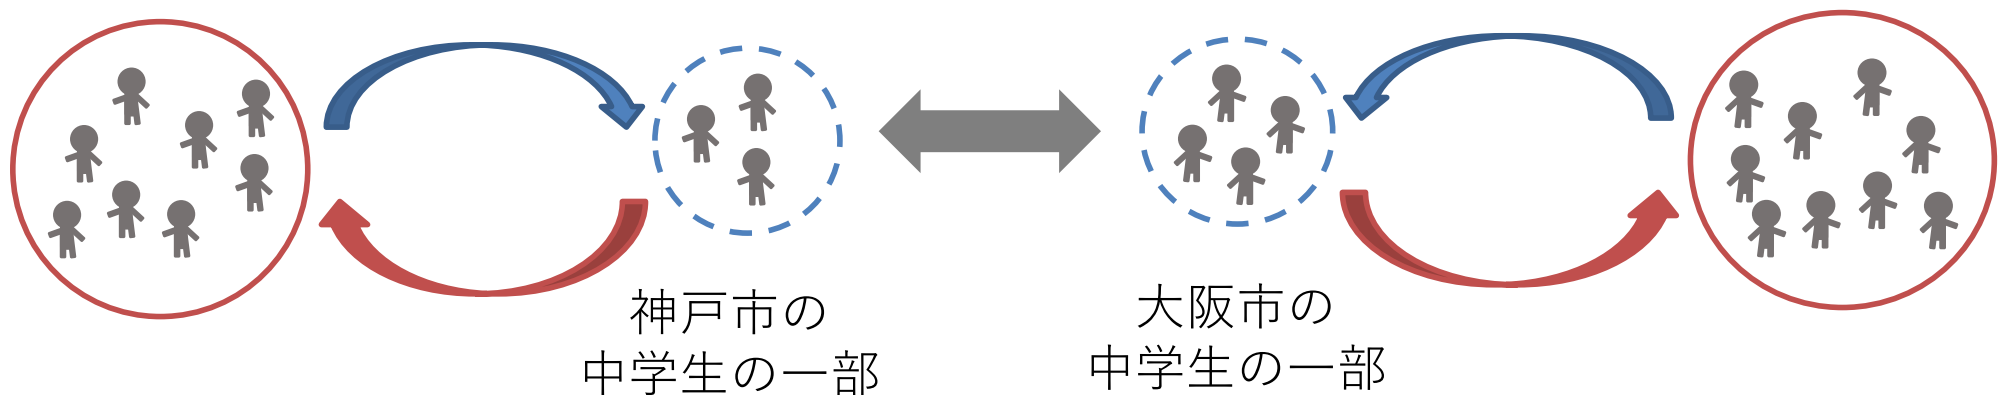 神戸市の
中学生の一部
大阪市の
中学生の一部